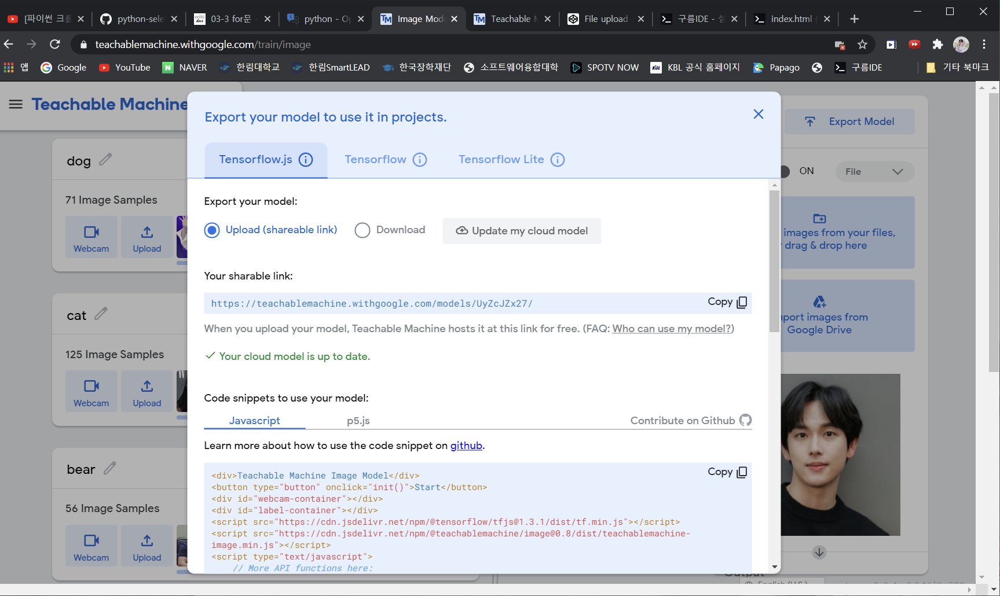 [파이썬 크롤
python-sele
03-3 for문 -
python - Op
Image Mod
Teachable M
File upload
구름IDE - 실
index.html (
teachablemachine.withgoogle.com/train/image
앱
Google
YouTube
NAVER
한림대학교
한림SmartLEAD
한국장학재단
소프트웨어융합대학
SPOTV NOW
KBL 공식 홈페이지
Papago
구름IDE
기타 북마크
Teachable Machine
Export your model to use it in projects.
Export Model
Tensorflow.js
Tensorflow
Tensorflow Lite
dog
ON
File
71 Image Samples
Export your model:
Upload (shareable link)
Download
Update my cloud model
images from your files,
drag & drop here
Webcam
Upload
Your sharable link:
https://teachablemachine.withgoogle.com/models/UyZcJZx27/
Copy
When you upload your model, Teachable Machine hosts it at this link for free. (FAQ: Who can use my model?)
images from
Google Drive
cat
125 Image Samples
Your cloud model is up to date.
Webcam
Upload
Code snippets to use your model:
Javascript
p5.js
Contribute on Github
Learn more about how to use the code snippet on github.
bear
56 Image Samples
Webcam
Upload
Copy
<div>Teachable Machine Image Model</div>
<button type="button" onclick="init()">Start</button>
<div id="webcam-container"></div>
<div id="label-container"></div>
<script src="https://cdn.jsdelivr.net/npm/@tensorflow/tfjs@1.3.1/dist/tf.min.js"></script>
<script src="https://cdn.jsdelivr.net/npm/@teachablemachine/image@0.8/dist/teachablemachine-
image.min.js"></script>
<script type="text/javascript">
// More API functions here: